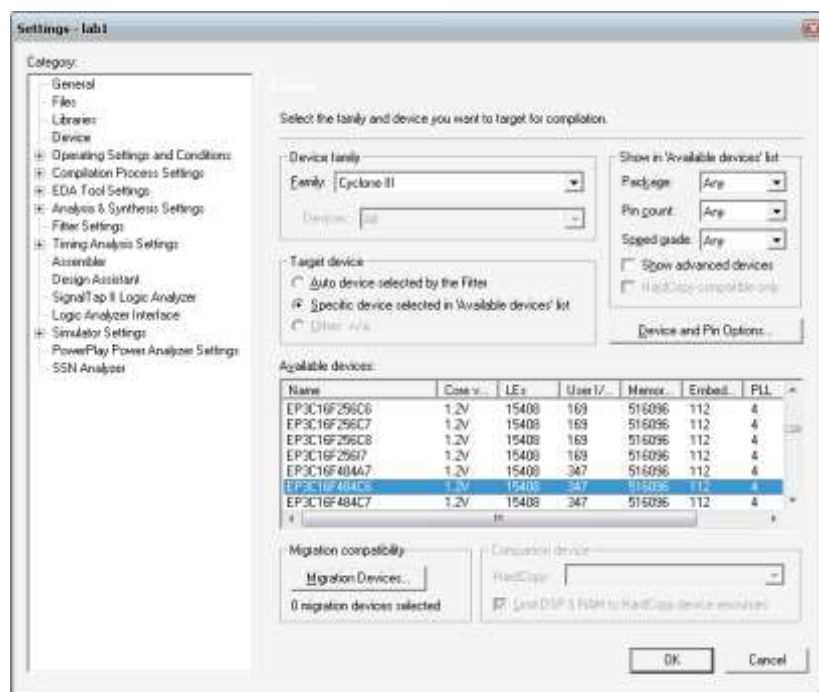 Settings - lab1
Category:
General
Files
Libraries
Device
Operating Settings and Conditions
Compilation Process Settings
EDA Tool Settings
Analysis & Synthesis Settings
Fitter Settings
Timing Analysis Settings
Assembler
Design Assistant
SignalTap II Logic Analyzer
Logic Analyzer Interface
Simulator Settings
PowerPlay Power Analyzer Settings
SSN Analyzer
Select the family and device you want to target for compilation.
Device family
Family: Cyclone III
Devices: All
Show in 'Available devices' list
Package: Any
Pin count: Any
Speed grade: Any
Show advanced devices
HardCopy compatible only
Target device
Auto device selected by the Fitter
Specific device selected in 'Available devices' list
Other: n/a
Device and Pin Options...
Available devices:
Name Core v... LEs User I/... Memor... Embed... PLL
EP3C16F256C6 1.2V 15408 169 516096 112 4
EP3C16F256C7 1.2V 15408 169 516096 112 4
EP3C16F256C8 1.2V 15408 169 516096 112 4
EP3C16F256I7 1.2V 15408 169 516096 112 4
EP3C16F484A7 1.2V 15408 347 516096 112 4
EP3C16F484C6 1.2V 15408 347 516096 112 4
EP3C16F484C7 1.2V 15408 347 516096 112 4
Migration compatibility
Migration Devices...
0 migration devices selected
Companion device
HardCopy:
Limit DSP & RAM to HardCopy device resources
OK Cancel